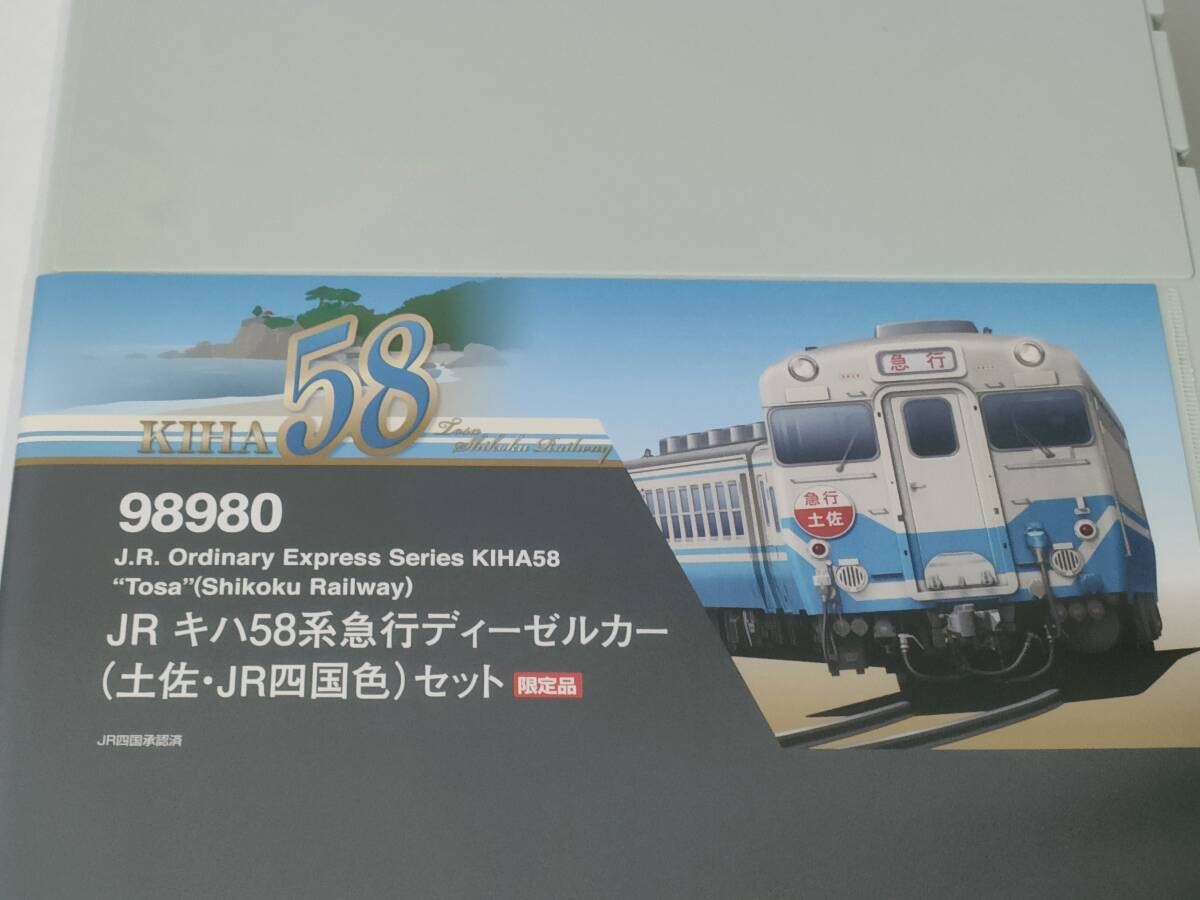 KIHA58
Tosa
Shikoku Railway
急行
急行
土佐
98980
J.R. Ordinary Express Series KIHA58
“Tosa”(Shikoku Railway)
JR キハ58系急行ディーゼルカー
(土佐・JR四国色)セット 限定品
JR四国承認済